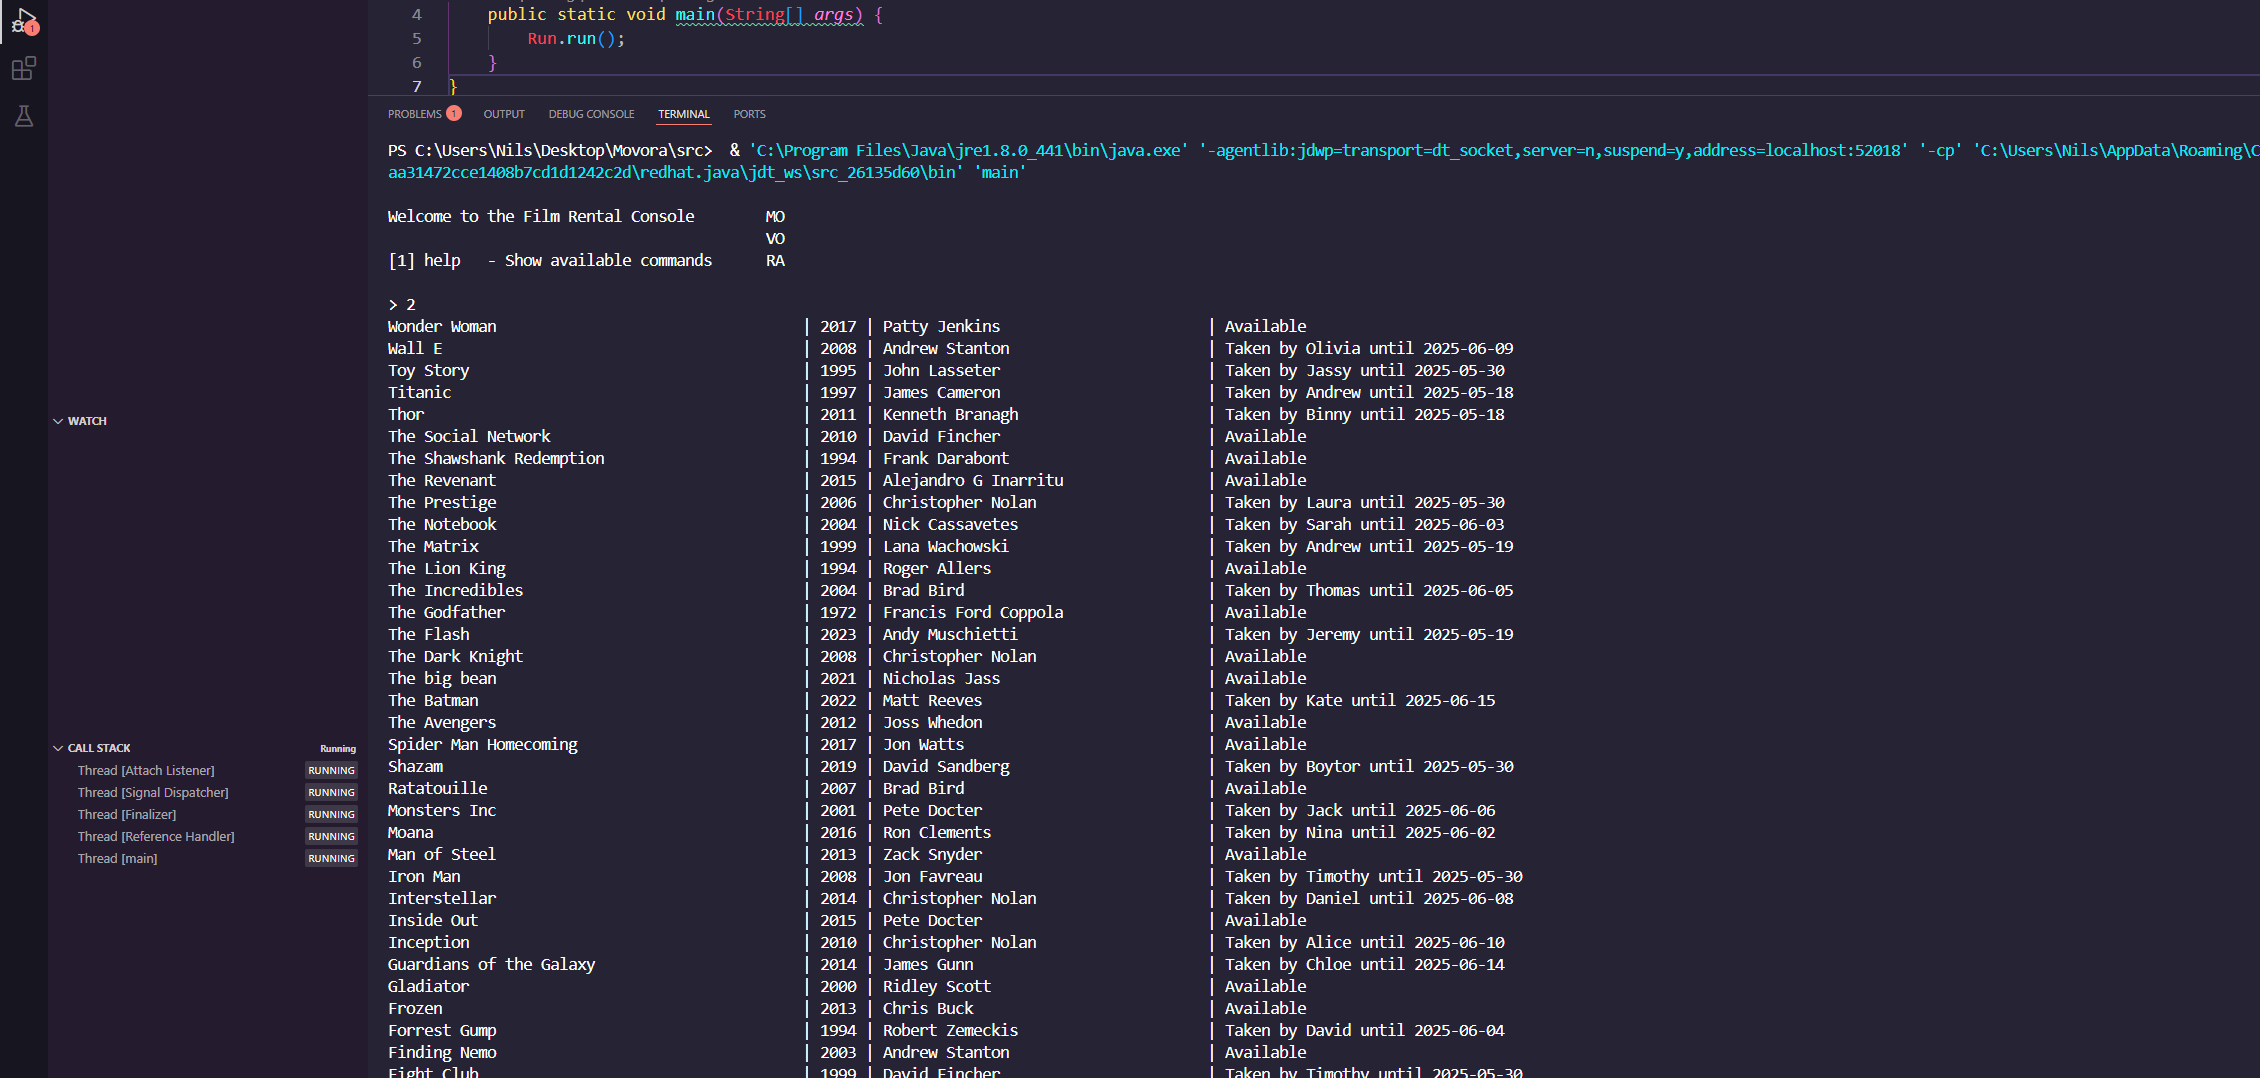 4 public static void main(String[] args) {
5 Run.run();
6 }
7 }
1
PROBLEMS 1 OUTPUT DEBUG CONSOLE TERMINAL PORTS
PS C:\Users\Nils\Desktop\Movora\src> & 'C:\Program Files\Java\jre1.8.0_441\bin\java.exe' '-agentlib:jdwp=transport=dt_socket,server=n,suspend=y,address=localhost:52018' '-cp' 'C:\Users\Nils\AppData\Roaming\C
aa31472cce1408b7cd1d1242c2d\redhat.java\jdt_ws\src_26135d60\bin' 'main'
Welcome to the Film Rental Console MO
VO
[1] help - Show available commands RA
> 2
Wonder Woman | 2017 | Patty Jenkins | Available
Wall E | 2008 | Andrew Stanton | Taken by Olivia until 2025-06-09
Toy Story | 1995 | John Lasseter | Taken by Jassy until 2025-05-30
Titanic | 1997 | James Cameron | Taken by Andrew until 2025-05-18
Thor | 2011 | Kenneth Branagh | Taken by Binny until 2025-05-18
The Social Network | 2010 | David Fincher | Available
The Shawshank Redemption | 1994 | Frank Darabont | Available
The Revenant | 2015 | Alejandro G Inarritu | Available
The Prestige | 2006 | Christopher Nolan | Taken by Laura until 2025-05-30
The Notebook | 2004 | Nick Cassavetes | Taken by Sarah until 2025-06-03
The Matrix | 1999 | Lana Wachowski | Taken by Andrew until 2025-05-19
The Lion King | 1994 | Roger Allers | Available
The Incredibles | 2004 | Brad Bird | Taken by Thomas until 2025-06-05
The Godfather | 1972 | Francis Ford Coppola | Available
The Flash | 2023 | Andy Muschietti | Taken by Jeremy until 2025-05-19
The Dark Knight | 2008 | Christopher Nolan | Available
The big bean | 2021 | Nicholas Jass | Available
The Batman | 2022 | Matt Reeves | Taken by Kate until 2025-06-15
The Avengers | 2012 | Joss Whedon | Available
Spider Man Homecoming | 2017 | Jon Watts | Available
Shazam | 2019 | David Sandberg | Taken by Boytor until 2025-05-30
Ratatouille | 2007 | Brad Bird | Available
Monsters Inc | 2001 | Pete Docter | Taken by Jack until 2025-06-06
Moana | 2016 | Ron Clements | Taken by Nina until 2025-06-02
Man of Steel | 2013 | Zack Snyder | Available
Iron Man | 2008 | Jon Favreau | Taken by Timothy until 2025-05-30
Interstellar | 2014 | Christopher Nolan | Taken by Daniel until 2025-06-08
Inside Out | 2015 | Pete Docter | Available
Inception | 2010 | Christopher Nolan | Taken by Alice until 2025-06-10
Guardians of the Galaxy | 2014 | James Gunn | Taken by Chloe until 2025-06-14
Gladiator | 2000 | Ridley Scott | Available
Frozen | 2013 | Chris Buck | Available
Forrest Gump | 1994 | Robert Zemeckis | Taken by David until 2025-06-04
Finding Nemo | 2003 | Andrew Stanton | Available
Fight Club | 1999 | David Fincher | Taken by Timothy until 2025-05-30
WATCH
CALL STACK Running
Thread [Attach Listener] RUNNING
Thread [Signal Dispatcher] RUNNING
Thread [Finalizer] RUNNING
Thread [Reference Handler] RUNNING
Thread [main] RUNNING